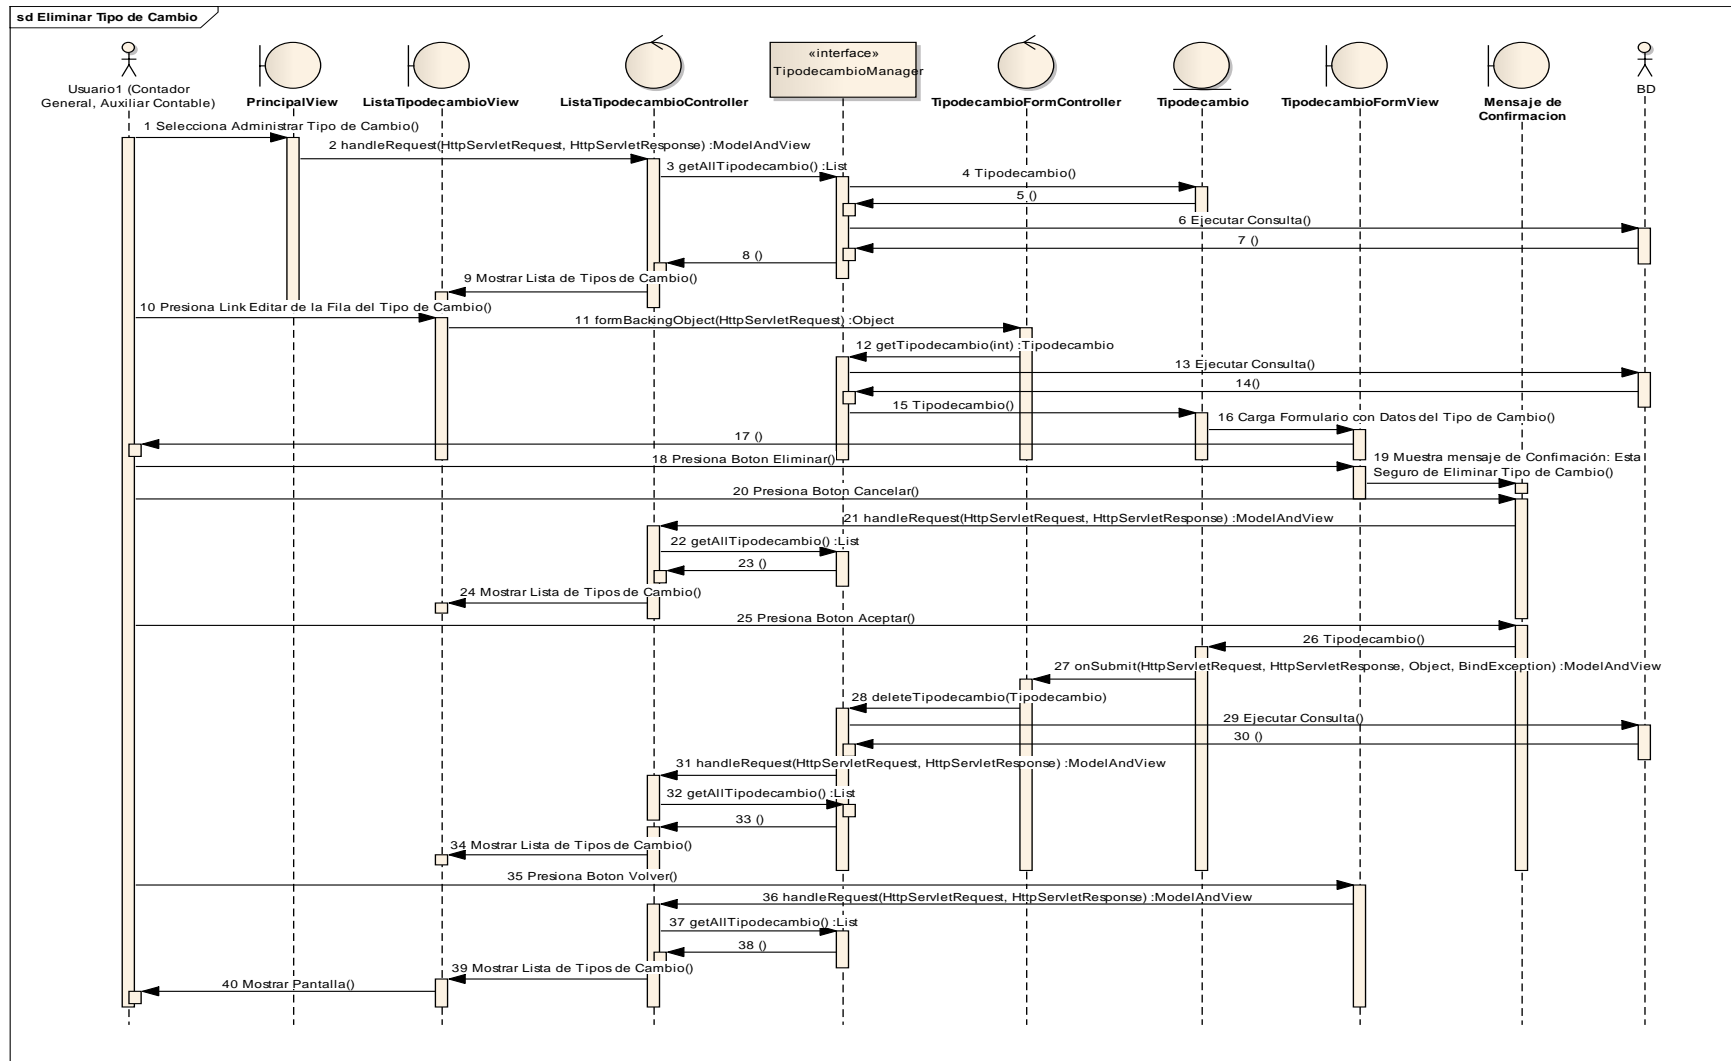 sd Eliminar Tipo de Cambio
Usuario1 (Contador
General, Auxiliar Contable)
PrincipalView
ListaTipodecambioView
ListaTipodecambioController
«interface»
TipodecambioManager
TipodecambioFormController
Tipodecambio
TipodecambioFormView
Mensaje de
Confirmacion
BD
1 Selecciona Administrar Tipo de Cambio()
2 handleRequest(HttpServletRequest, HttpServletResponse) :ModelAndView
3 getAllTipodecambio() :List
4 Tipodecambio()
5 ()
6 Ejecutar Consulta()
7 ()
8 ()
9 Mostrar Lista de Tipos de Cambio()
10 Presiona Link Editar de la Fila del Tipo de Cambio()
11 formBackingObject(HttpServletRequest) :Object
12 getTipodecambio(int) :Tipodecambio
13 Ejecutar Consulta()
14()
15 Tipodecambio()
16 Carga Formulario con Datos del Tipo de Cambio()
17 ()
18 Presiona Boton Eliminar()
19 Muestra mensaje de Confimación: Esta
Seguro de Eliminar Tipo de Cambio()
20 Presiona Boton Cancelar()
21 handleRequest(HttpServletRequest, HttpServletResponse) :ModelAndView
22 getAllTipodecambio() :List
23 ()
24 Mostrar Lista de Tipos de Cambio()
25 Presiona Boton Aceptar()
26 Tipodecambio()
27 onSubmit(HttpServletRequest, HttpServletResponse, Object, BindException) :ModelAndView
28 deleteTipodecambio(Tipodecambio)
29 Ejecutar Consulta()
30 ()
31 handleRequest(HttpServletRequest, HttpServletResponse) :ModelAndView
32 getAllTipodecambio() :List
33 ()
34 Mostrar Lista de Tipos de Cambio()
35 Presiona Boton Volver()
36 handleRequest(HttpServletRequest, HttpServletResponse) :ModelAndView
37 getAllTipodecambio() :List
38 ()
39 Mostrar Lista de Tipos de Cambio()
40 Mostrar Pantalla()